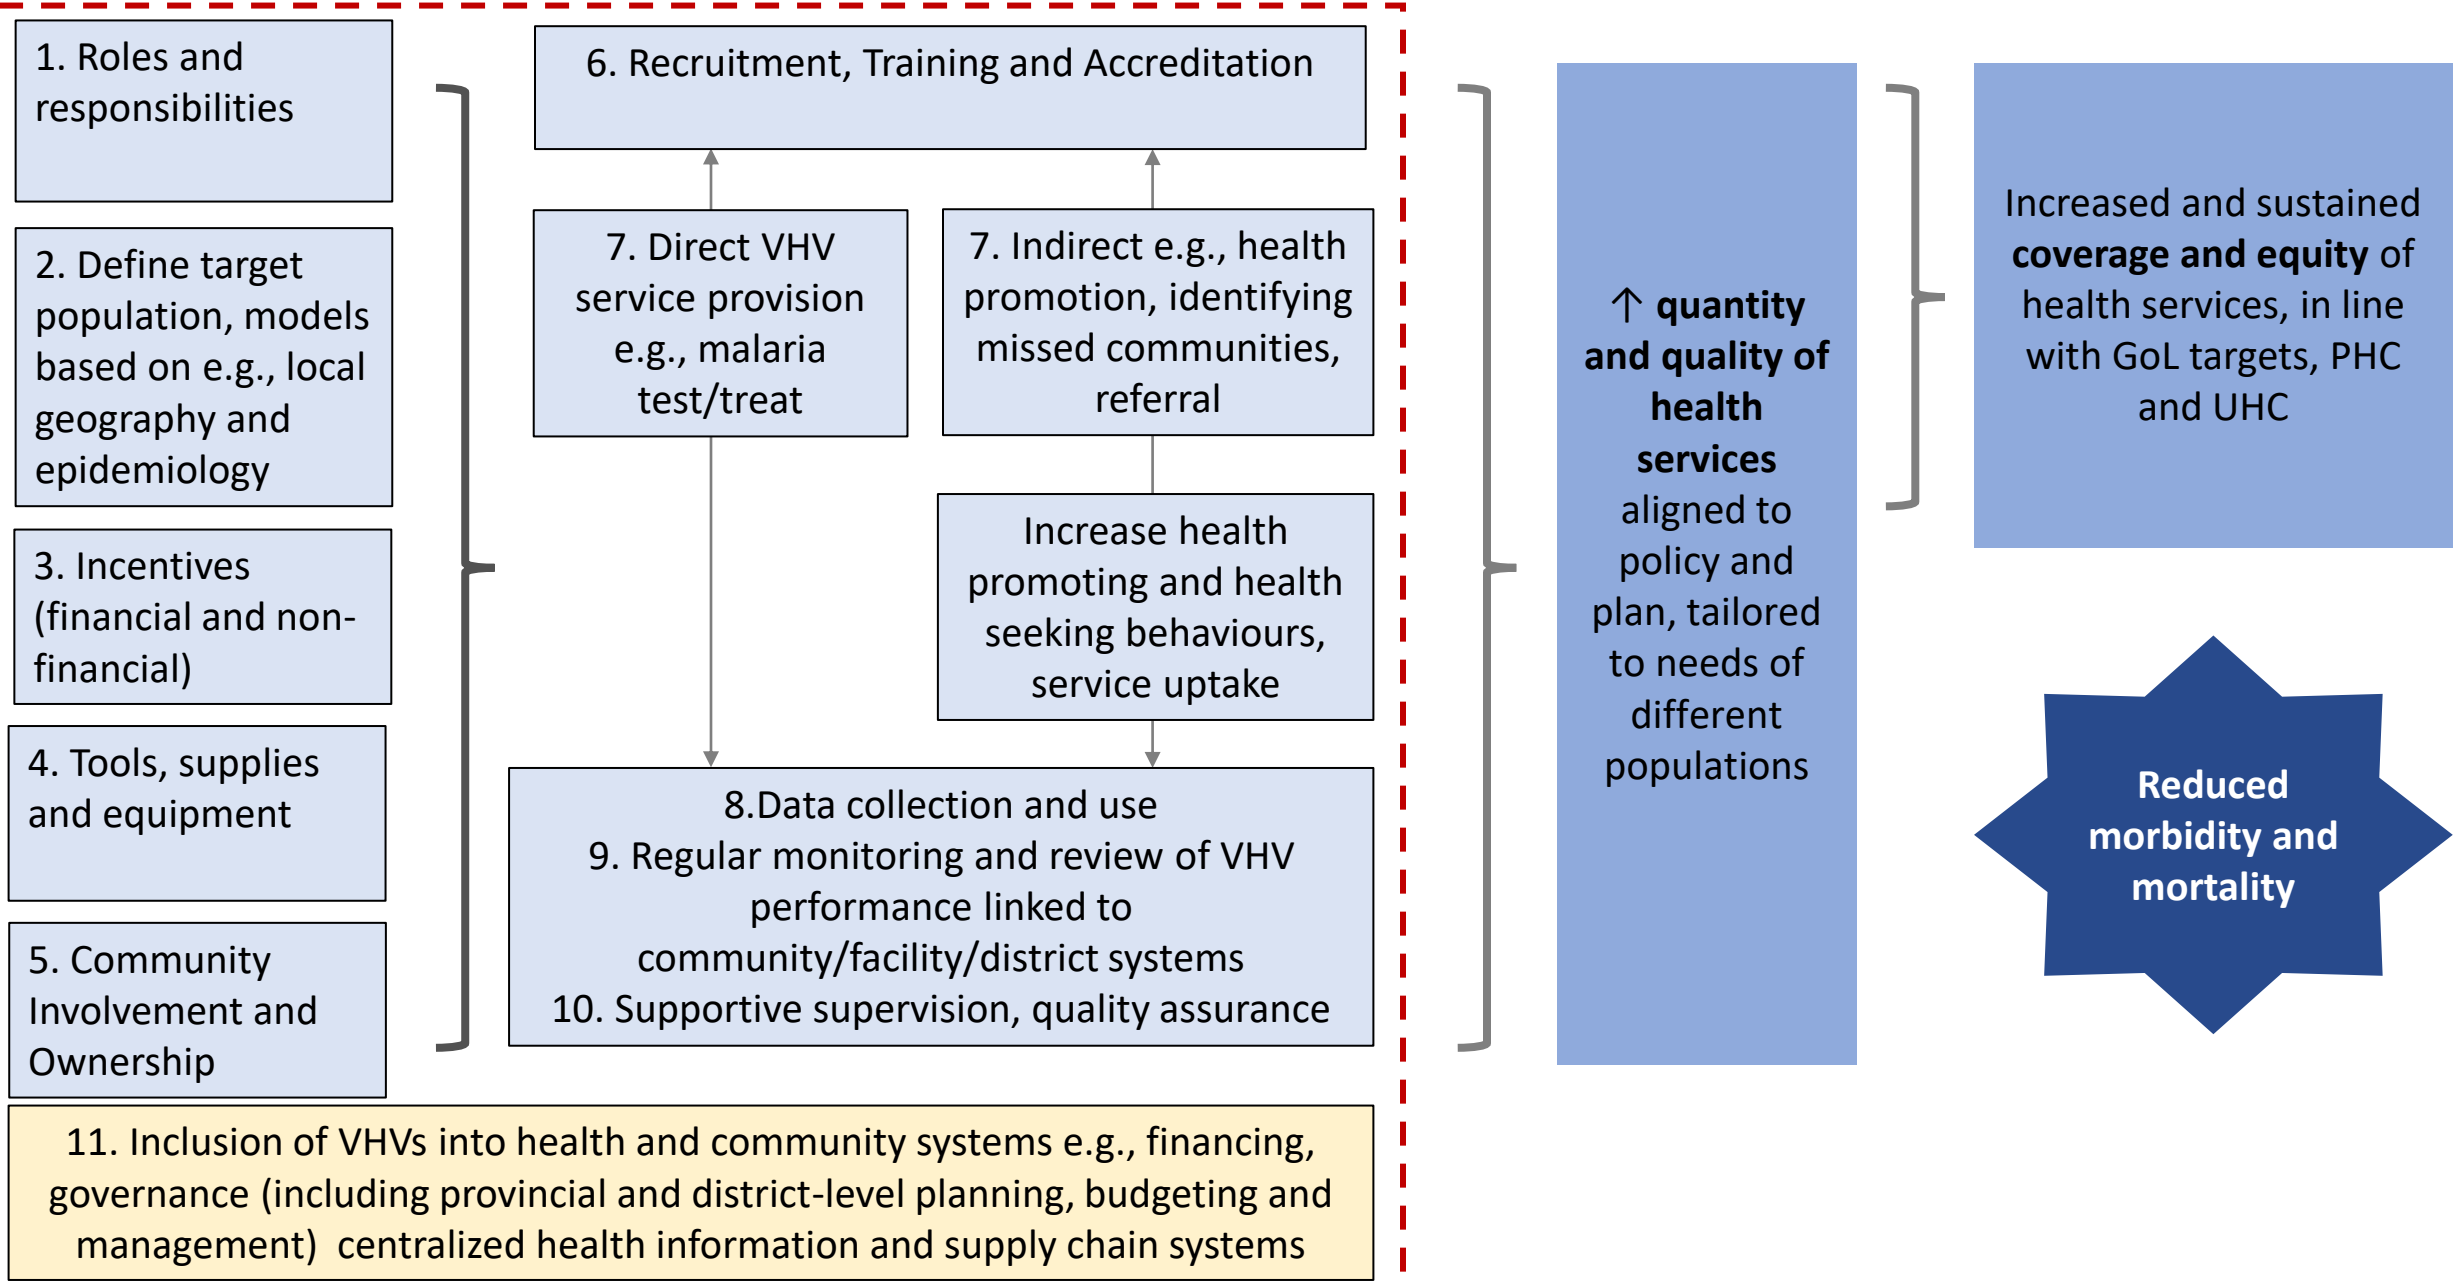 1. Roles and
responsibilities
2. Define target
population, models
based on e.g., local
geography and
epidemiology
3. Incentives
(financial and non-
financial)
4. Tools, supplies
and equipment
5. Community
Involvement and
Ownership
6. Recruitment, Training and Accreditation
7. Direct VHV
service provision
e.g., malaria
test/treat
7. Indirect e.g., health
promotion, identifying
missed communities,
referral
Increase health
promoting and health
seeking behaviours,
service uptake
8.Data collection and use
9. Regular monitoring and review of VHV
performance linked to
community/facility/district systems
10. Supportive supervision, quality assurance
11. Inclusion of VHVs into health and community systems e.g., financing,
governance (including provincial and district-level planning, budgeting and
management)  centralized health information and supply chain systems
↑ quantity
and quality of
health
services
aligned to
policy and
plan, tailored
to needs of
different
populations
Increased and sustained
coverage and equity of
health services, in line
with GoL targets, PHC
and UHC
Reduced
morbidity and
mortality